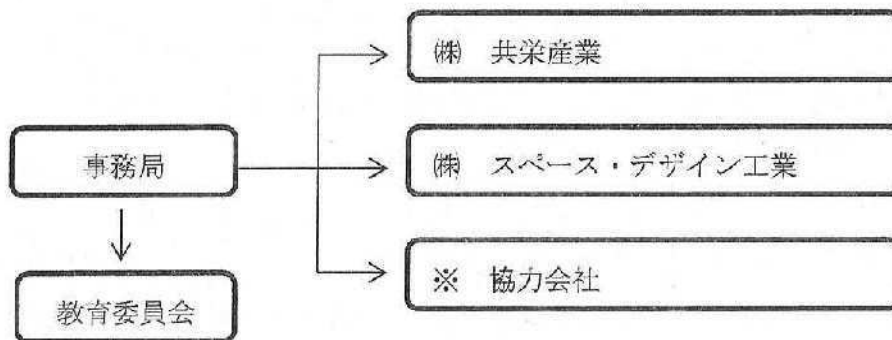 ㈱ 共栄産業
事務局
㈱ スペース・デザイン工業
※ 協力会社
教育委員会